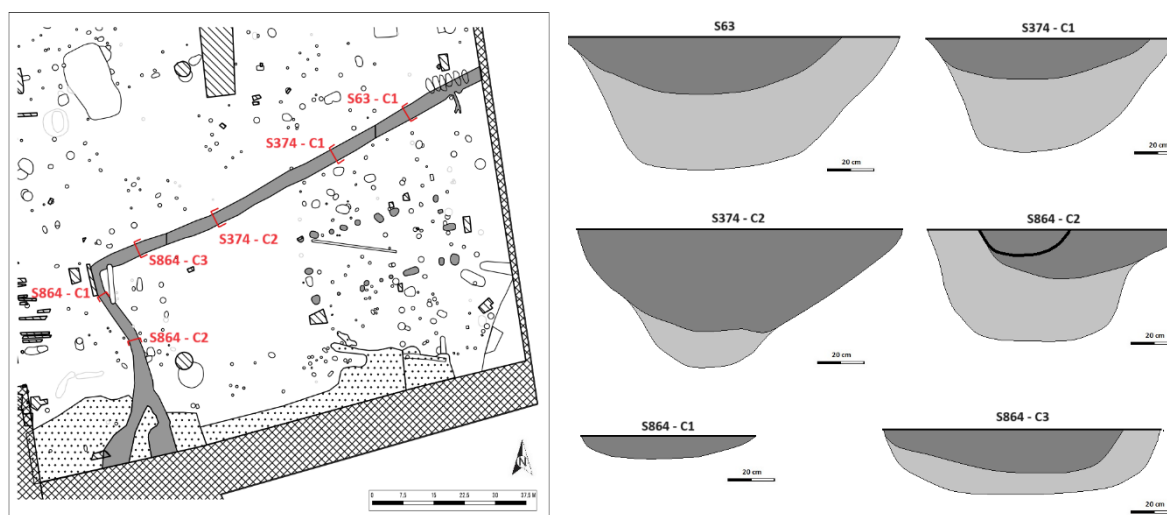 S63 - C1
S374 - C1
S374 - C2
S864 - C3
S864 - C1
S864 - C2
N
0 7.5 15 22.5 30 37.5 M
S63
20 cm
S374 - C1
20 cm
S374 - C2
20 cm
S864 - C2
20 cm
S864 - C1
20 cm
S864 - C3
20 cm